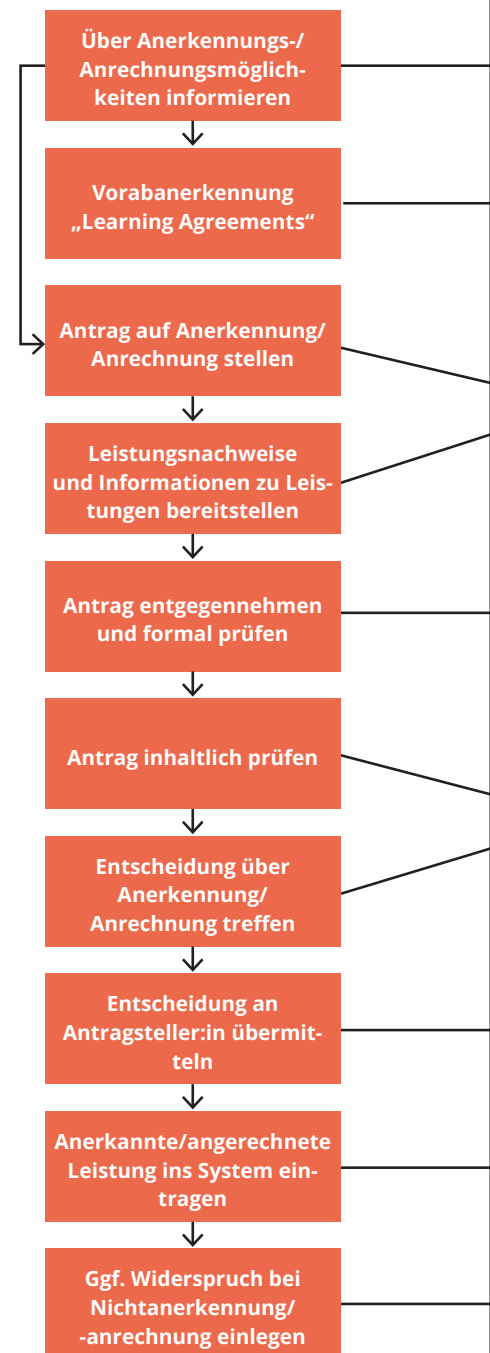 Über Anerkennungs-/
Anrechnungsmöglich-
keiten informieren
Vorabanerkennung
„Learning Agreements“
Antrag auf Anerkennung/
Anrechnung stellen
Leistungsnachweise
und Informationen zu Leis-
tungen bereitstellen
Antrag entgegennehmen
und formal prüfen
Antrag inhaltlich prüfen
Entscheidung über
Anerkennung/
Anrechnung treffen
Entscheidung an
Antragsteller:in übermit-
teln
Anerkannte/angerechnete
Leistung ins System ein-
tragen
Ggf. Widerspruch bei
Nichtanerkennung/
-anrechnung einlegen